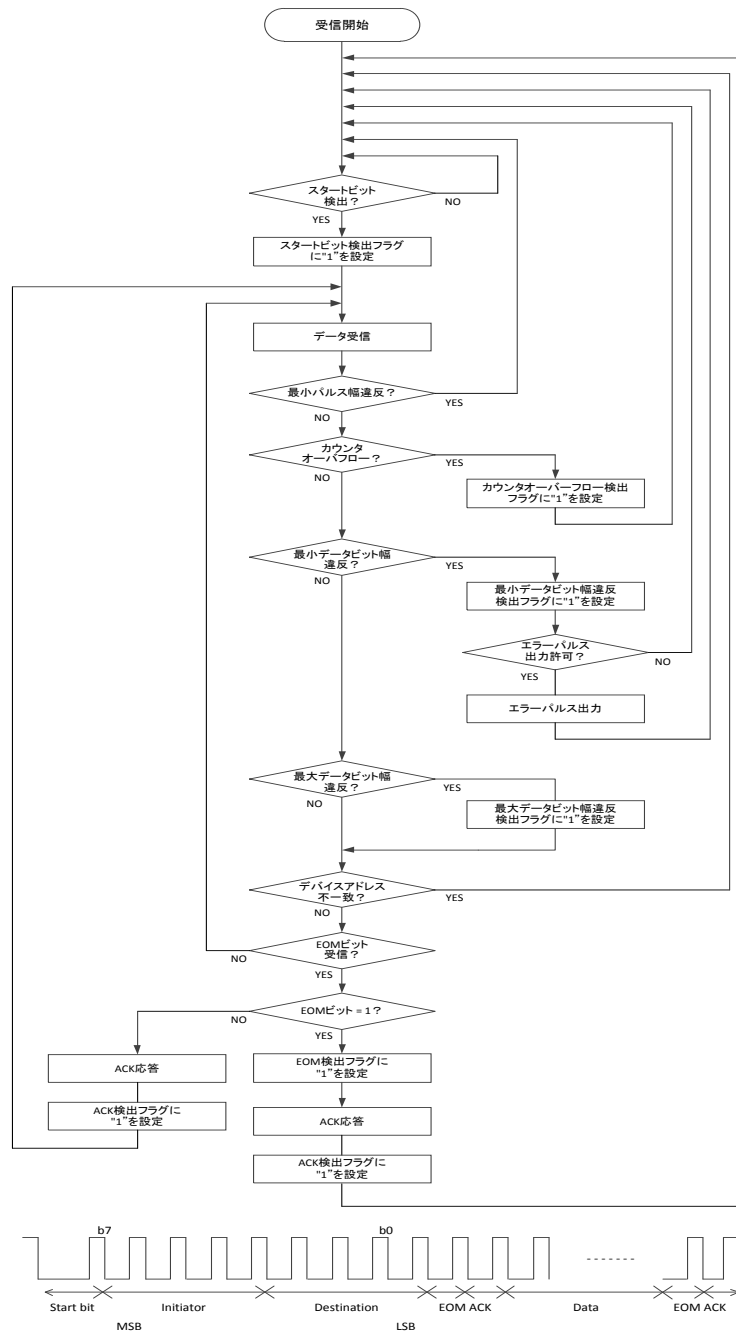 受信開始
スタートビット
検出？
NO
YES
スタートビット検出フラグ
に"1"を設定
データ受信
最小パルス幅違反？
YES
NO
カウンタ
オーバフロー？
YES
NO
カウンタオーバーフロー検出
フラグに"1"を設定
最小データビット幅
違反？
YES
NO
最小データビット幅違反
検出フラグに"1"を設定
エラーパルス
出力許可？
NO
YES
エラーパルス出力
最大データビット幅
違反？
YES
NO
最大データビット幅違反
検出フラグに"1"を設定
デバイスアドレス
不一致？
YES
NO
EOMビット
受信？
NO
YES
EOMビット = 1？
NO
YES
ACK応答
ACK検出フラグに
"1"を設定
EOM検出フラグに
"1"を設定
ACK応答
ACK検出フラグに
"1"を設定
b7 b0
Start bit Initiator Destination EOM ACK Data EOM ACK
MSB LSB